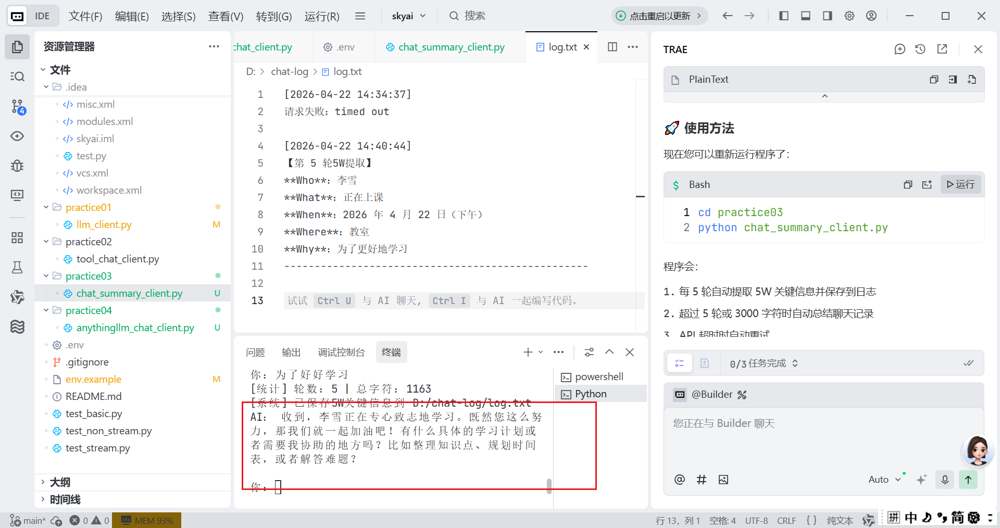 IDE 文件(F) 编辑(E) 选择(S) 查看(V) 转到(G) 运行(R) skyai 搜索 点击重启以更新
资源管理器
文件
.idea
misc.xml
modules.xml
skyai.iml
test.py
vcs.xml
workspace.xml
practice01
llm_client.py M
practice02
tool_chat_client.py
practice03
chat_summary_client.py U
practice04
anythingllm_chat_client.py U
.env
.gitignore
env.example M
README.md
test_basic.py
test_non_stream.py
test_stream.py
大纲
时间线
4
chat_client.py .env chat_summary_client.py log.txt
D: > chat-log > log.txt
1 [2026-04-22 14:34:37]
2 请求失败: timed out
3
4 [2026-04-22 14:40:44]
5 【第 5 轮5W提取】
6 **Who**: 李雪
7 **What**: 正在上课
8 **When**: 2026 年 4 月 22 日（下午）
9 **Where**: 教室
10 **Why**: 为了更好地学习
11 --------------------------------------------------
12
13 试试 Ctrl U 与 AI 聊天, Ctrl I 与 AI 一起编写代码。
问题 输出 调试控制台 终端
你: 为了好好学习
[统计] 轮数: 5 | 总字符: 1163
[系统] 已保存5W关键信息到 D:/chat-log/log.txt
AI: 收到，李雪正在专心致志地学习。既然您这么努
力，那我们就一起加油吧！有什么具体的学习计划或
者需要我协助的地方吗？比如整理知识点、规划时间
表，或者解答难题？
你:
powershell
Python
TRAE
PlainText
🚀 使用方法
现在您可以重新运行程序了:
$ Bash 运行
1 cd practice03
2 python chat_summary_client.py
程序会:
1. 每 5 轮自动提取 5W 关键信息并保存到日志
2. 超过 5 轮或 3000 字符时自动总结聊天记录
3. API 超时时自动重试
0/3 任务完成
@Builder
您正在与 Builder 聊天
@ # Auto
main* 0 0 MEM 93% 行 13，列 1 空格: 4 UTF-8 CRLF { } 纯文本 拼 中 简